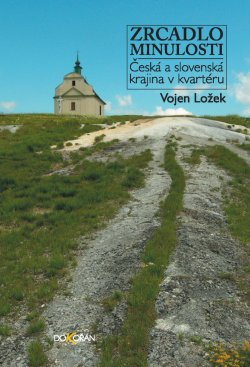 ZRCADLO
MINULOSTI
Česká a slovenská
krajina v kvartéru
Vojen Ložek
DOKOŘÁN